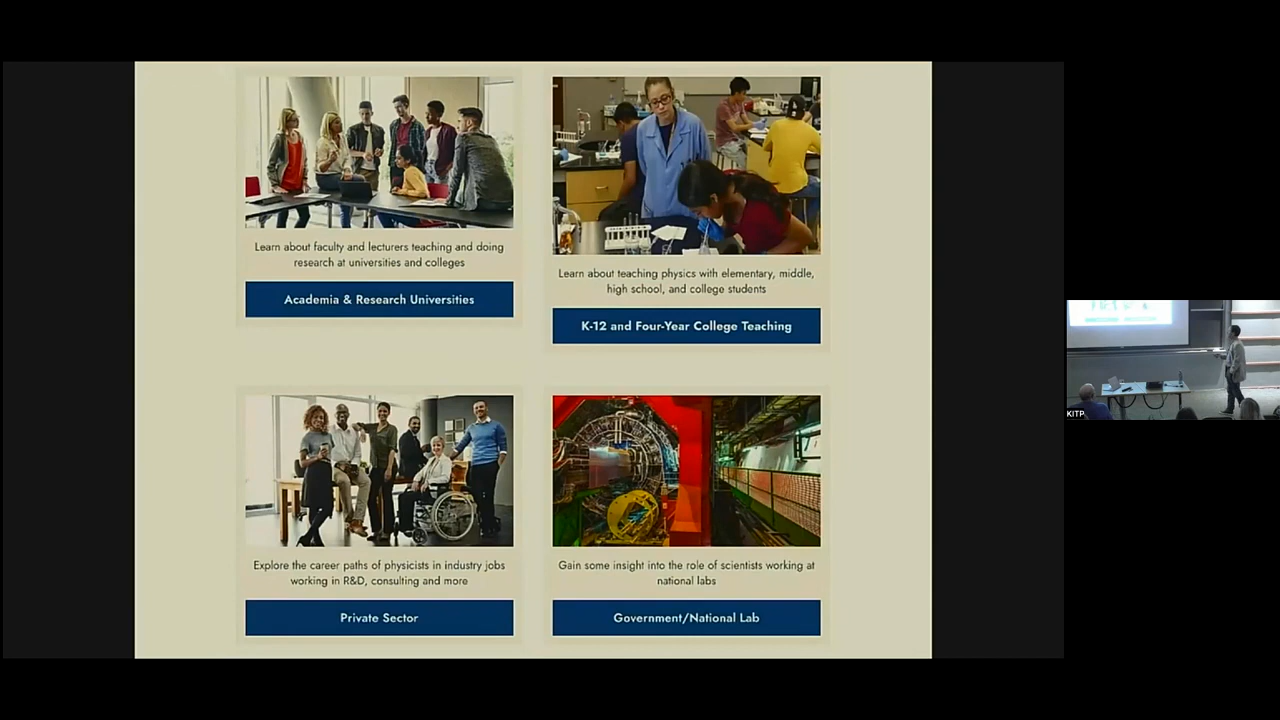 Learn about faculty and lecturers teaching and doing
research at universities and colleges
Academia & Research Universities
Learn about teaching physics with elementary, middle,
high school, and college students
K-12 and Four-Year College Teaching
Explore the career paths of physicists in industry jobs
working in R&D, consulting and more
Private Sector
Gain some insight into the role of scientists working at
national labs
Government/National Lab
KITP